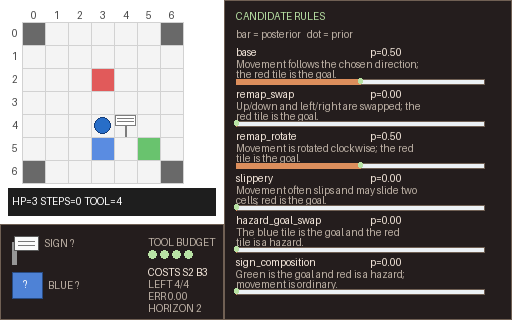 0 1 2 3 4 5 6
0
1
2
3
4
5
6
HP=3 STEPS=0 TOOL=4
SIGN ?
? BLUE ?
TOOL BUDGET
COSTS S2 B3
LEFT 4/4
ERR0.00
HORIZON 2
CANDIDATE RULES
bar = posterior dot = prior
base p=0.50
Movement follows the chosen direction;
the red tile is the goal.
remap_swap p=0.00
Up/down and left/right are swapped; the
red tile is the goal.
remap_rotate p=0.50
Movement is rotated clockwise; the red
tile is the goal.
slippery p=0.00
Movement often slips and may slide two
cells; red is the goal.
hazard_goal_swap p=0.00
The blue tile is the goal and the red
tile is a hazard.
sign_composition p=0.00
Green is the goal and red is a hazard;
movement is ordinary.